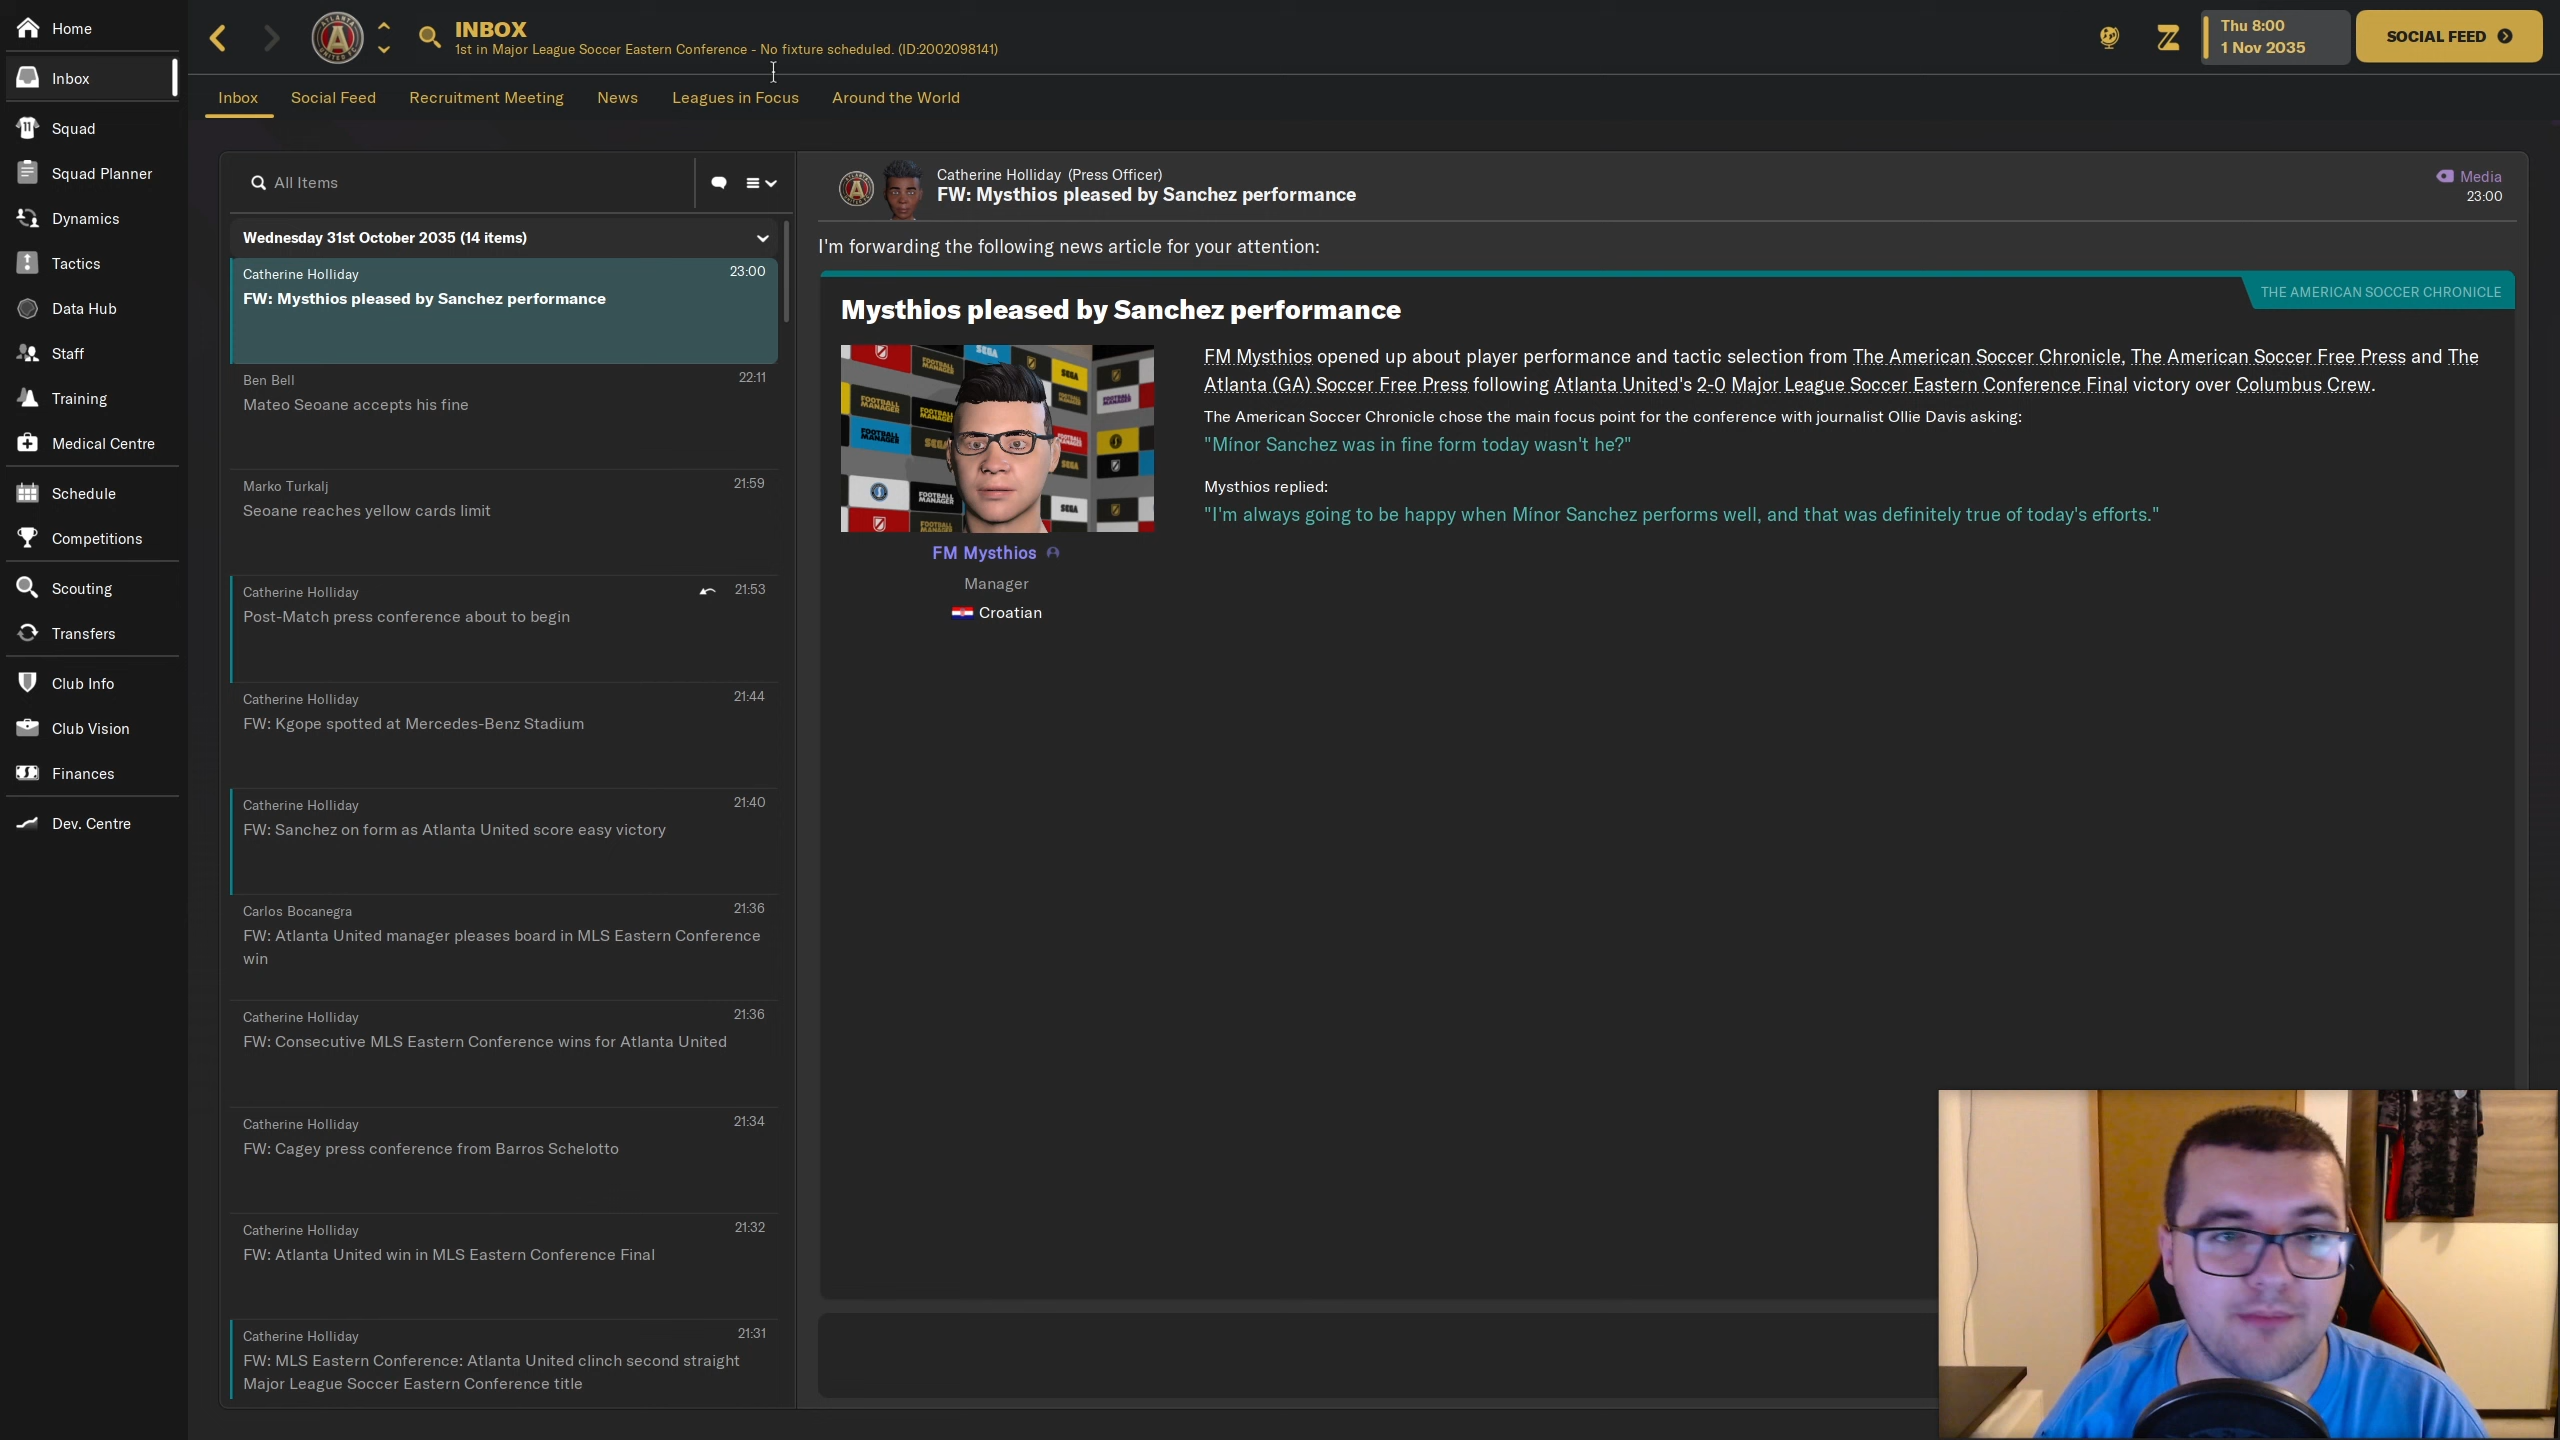 Home
Inbox
Squad
Squad Planner
Dynamics
Tactics
Data Hub
Staff
Training
Medical Centre
Schedule
Competitions
Scouting
Transfers
Club Info
Club Vision
Finances
Dev. Centre
INBOX
1st in Major League Soccer Eastern Conference - No fixture scheduled. (ID:2002098141)
Thu 8:00
1 Nov 2035
SOCIAL FEED
Inbox
Social Feed
Recruitment Meeting
News
Leagues in Focus
Around the World
All Items
Wednesday 31st October 2035 (14 items)
Catherine Holliday
23:00
FW: Mysthios pleased by Sanchez performance
Ben Bell
22:11
Mateo Seoane accepts his fine
Marko Turkalj
21:59
Seoane reaches yellow cards limit
Catherine Holliday
21:53
Post-Match press conference about to begin
Catherine Holliday
21:44
FW: Kgope spotted at Mercedes-Benz Stadium
Catherine Holliday
21:40
FW: Sanchez on form as Atlanta United score easy victory
Carlos Bocanegra
21:36
FW: Atlanta United manager pleases board in MLS Eastern Conference
win
Catherine Holliday
21:36
FW: Consecutive MLS Eastern Conference wins for Atlanta United
Catherine Holliday
21:34
FW: Cagey press conference from Barros Schelotto
Catherine Holliday
21:32
FW: Atlanta United win in MLS Eastern Conference Final
Catherine Holliday
21:31
FW: MLS Eastern Conference: Atlanta United clinch second straight
Major League Soccer Eastern Conference title
Catherine Holliday (Press Officer)
FW: Mysthios pleased by Sanchez performance
Media
23:00
I'm forwarding the following news article for your attention:
THE AMERICAN SOCCER CHRONICLE
Mysthios pleased by Sanchez performance
FM Mysthios opened up about player performance and tactic selection from The American Soccer Chronicle, The American Soccer Free Press and The
Atlanta (GA) Soccer Free Press following Atlanta United's 2-0 Major League Soccer Eastern Conference Final victory over Columbus Crew.
The American Soccer Chronicle chose the main focus point for the conference with journalist Ollie Davis asking:
"Mínor Sanchez was in fine form today wasn't he?"
Mysthios replied:
"I'm always going to be happy when Mínor Sanchez performs well, and that was definitely true of today's efforts."
FM Mysthios
Manager
Croatian